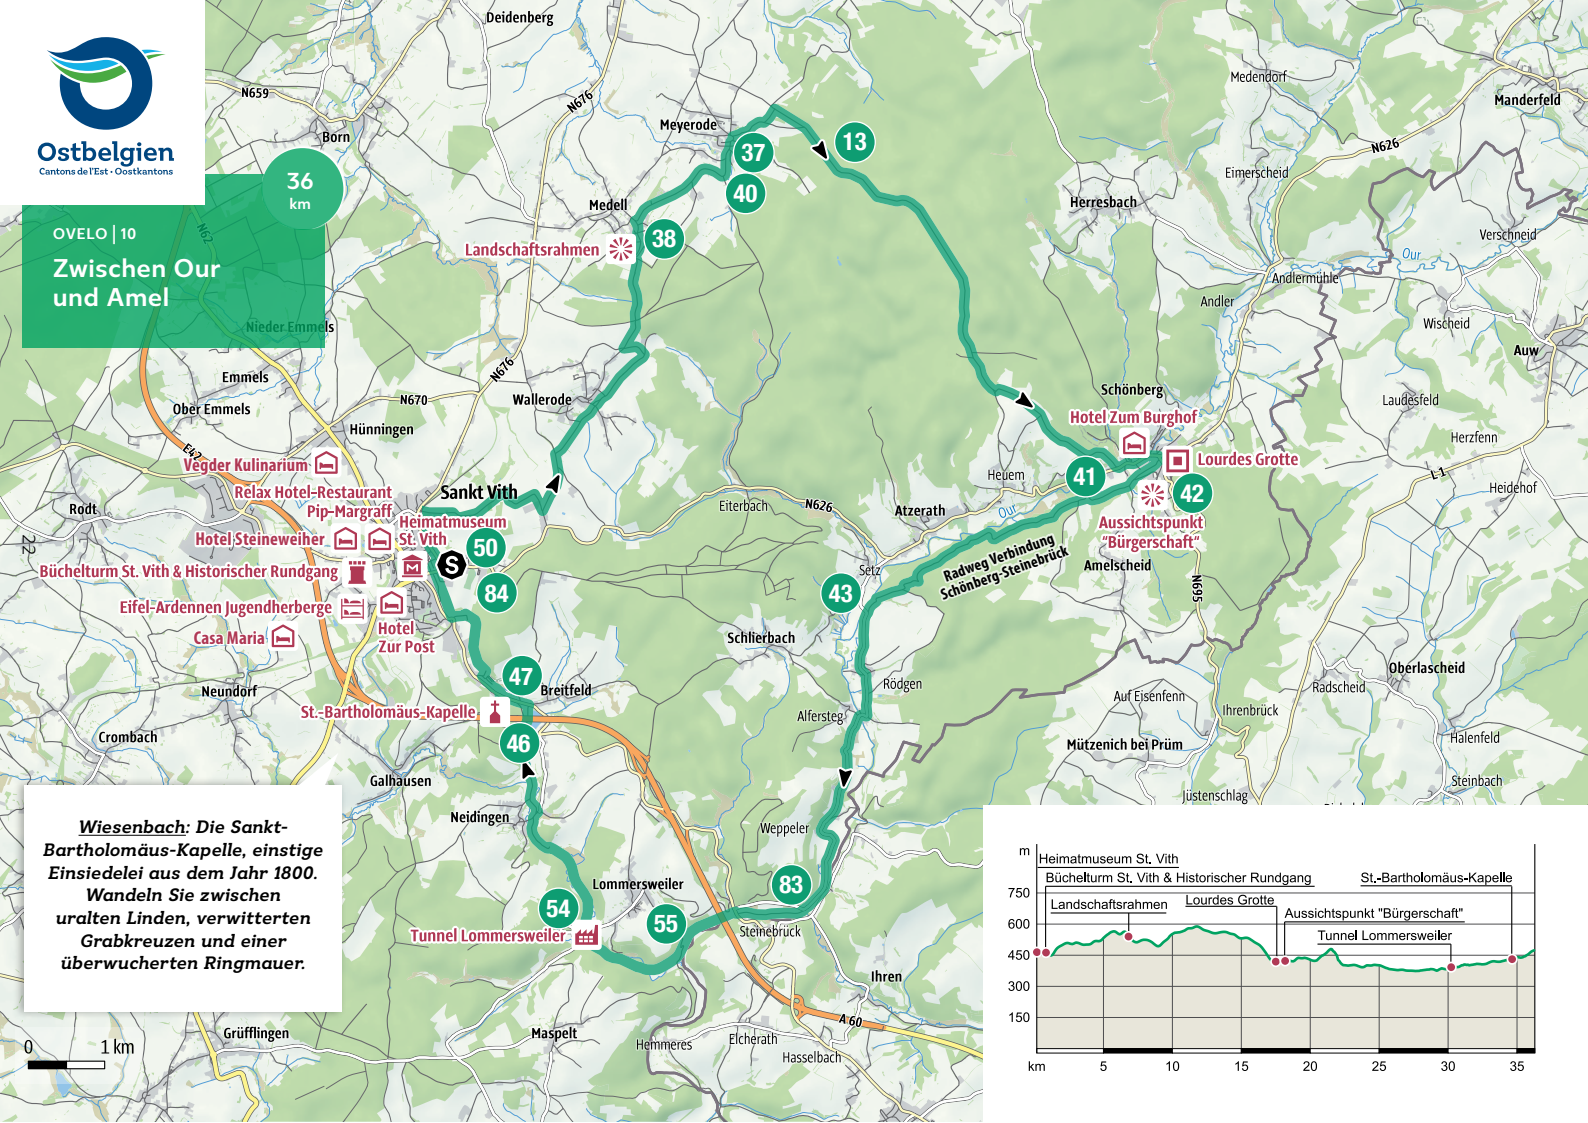 Ostbelgien
Cantons de l'Est • Oostkantons
36
km
OVELO | 10
Zwischen Our
und Amel
Deidenberg
N659
N676
Born
Meyerode
37
13
40
Medell
38
Landschaftsrahmen
N62
Nieder Emmels
Medendorf
Manderfeld
N626
Eimerscheid
Herresbach
Verschneid
Our
Andlermühle
Andler
Wischeid
Auw
Emmels
Ober Emmels
N676
N670
Wallerode
Hünningen
Schönberg
Hotel Zum Burghof
Laudesfeld
Herzfenn
E42
Vegder Kulinarium
Lourdes Grotte
L1
Heuem
41
42
Heidehof
Relax Hotel-Restaurant
Pip-Margraff
Sankt Vith
Rodt
Eiterbach
N626
Atzerath
Our
Aussichtspunkt
"Bürgerschaft"
Heimatmuseum
St. Vith
Hotel Steineweiher
50
22
Büchelturm St. Vith & Historischer Rundgang
S
Radweg Verbindung
Schönberg-Steinebrück
Amelscheid
Setz
N695
84
43
Eifel-Ardennen Jugendherberge
Casa Maria
Hotel
Zur Post
Schlierbach
Oberlascheid
Radscheid
Rödgen
47
Breitfeld
Neundorf
Auf Eisenfenn
Ihrenbrück
St.-Bartholomäus-Kapelle
Alfersteg
Crombach
46
Mützenich bei Prüm
Halenfeld
Galhausen
Steinbach
Jüstenschlag
Neidingen
Weppeler
Wiesenbach: Die Sankt-
Bartholomäus-Kapelle, einstige
Einsiedelei aus dem Jahr 1800.
Wandeln Sie zwischen
uralten Linden, verwitterten
Grabkreuzen und einer
überwucherten Ringmauer.
Lommersweiler
83
54
55
Tunnel Lommersweiler
Steinebrück
Ihren
A 60
Grüfflingen
Maspelt
Hemmeres
Elcherath
Hasselbach
0
1 km
m
Heimatmuseum St. Vith
Büchelturm St. Vith & Historischer Rundgang
St.-Bartholomäus-Kapelle
750
Landschaftsrahmen
Lourdes Grotte
Aussichtspunkt "Bürgerschaft"
600
Tunnel Lommersweiler
450
300
150
km 5 10 15 20 25 30 35